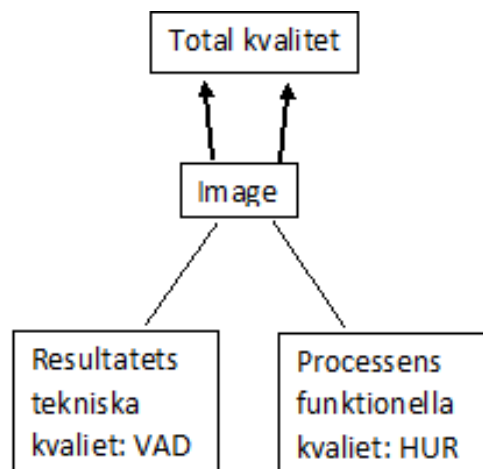 Total kvalitet
Image
Resultatets
tekniska
kvaliet: VAD
Processens
funktionella
kvaliet: HUR